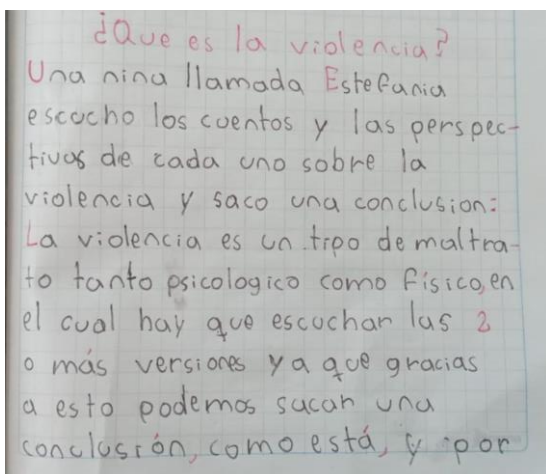 ¿Que es la violencia?
Una nina llamada Estefania
escucho los cuentos y las perspec-
tivas de cada uno sobre la
violencia y saco una conclusion:
La violencia es un tipo de maltra-
to tanto psicologico como físico, en
el cual hay que escuchar las 2
o más versiones ya que gracias
a esto podemos sacar una
conclusión, como está, y por